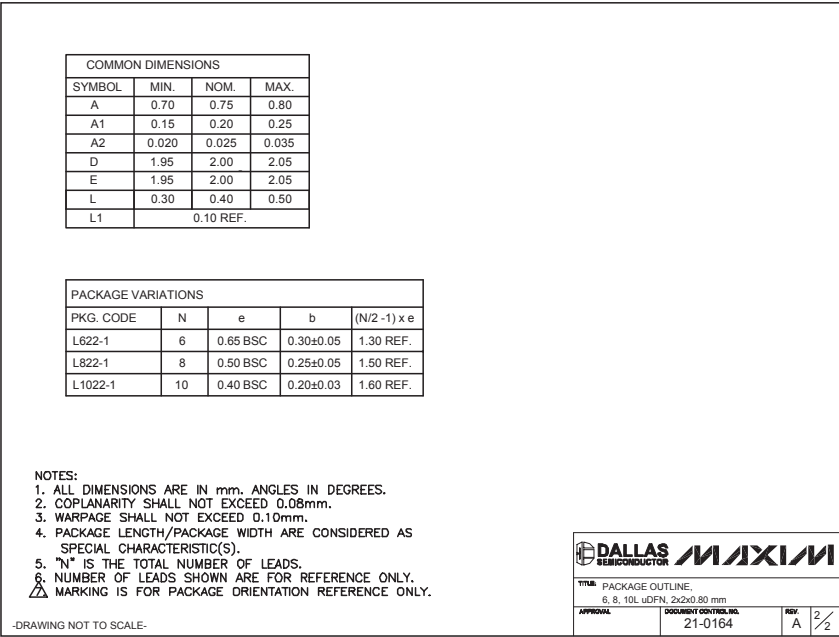 COMMON DIMENSIONS
SYMBOL MIN. NOM. MAX.
A 0.70 0.75 0.80
A1 0.15 0.20 0.25
A2 0.020 0.025 0.035
D 1.95 2.00 2.05
E 1.95 2.00 2.05
L 0.30 0.40 0.50
L1 0.10 REF.
PACKAGE VARIATIONS
PKG. CODE N e b (N/2 -1) x e
L622-1 6 0.65 BSC 0.30±0.05 1.30 REF.
L822-1 8 0.50 BSC 0.25±0.05 1.50 REF.
L1022-1 10 0.40 BSC 0.20±0.03 1.60 REF.
NOTES:
1. ALL DIMENSIONS ARE IN mm. ANGLES IN DEGREES.
2. COPLANARITY SHALL NOT EXCEED 0.08mm.
3. WARPAGE SHALL NOT EXCEED 0.10mm.
4. PACKAGE LENGTH/PACKAGE WIDTH ARE CONSIDERED AS
SPECIAL CHARACTERISTIC(S).
5. "N" IS THE TOTAL NUMBER OF LEADS.
6. NUMBER OF LEADS SHOWN ARE FOR REFERENCE ONLY.
7. MARKING IS FOR PACKAGE ORIENTATION REFERENCE ONLY.
-DRAWING NOT TO SCALE-
DALLAS SEMICONDUCTOR MAXIM
TITLE: PACKAGE OUTLINE,
6, 8, 10L uDFN, 2x2x0.80 mm
APPROVAL DOCUMENT CONTROL NO. REV.
21-0164 A 2/2